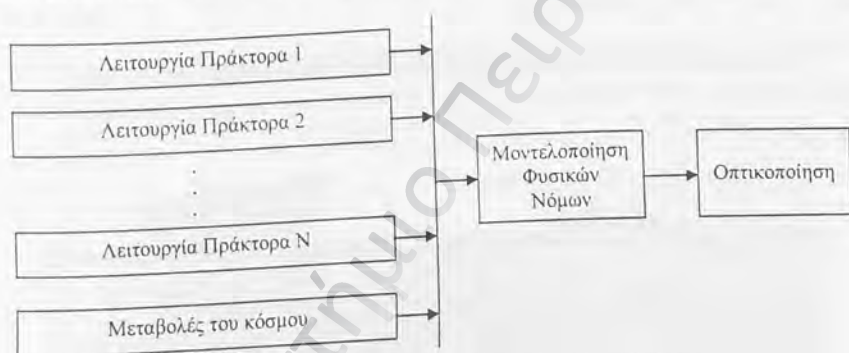 Λειτουργία Πράκτορα 1
Λειτουργία Πράκτορα 2
Λειτουργία Πράκτορα Ν
Μεταβολές του κόσμου
Μοντελοποίηση
Φυσικών
Νόμων
Οπτικοποίηση